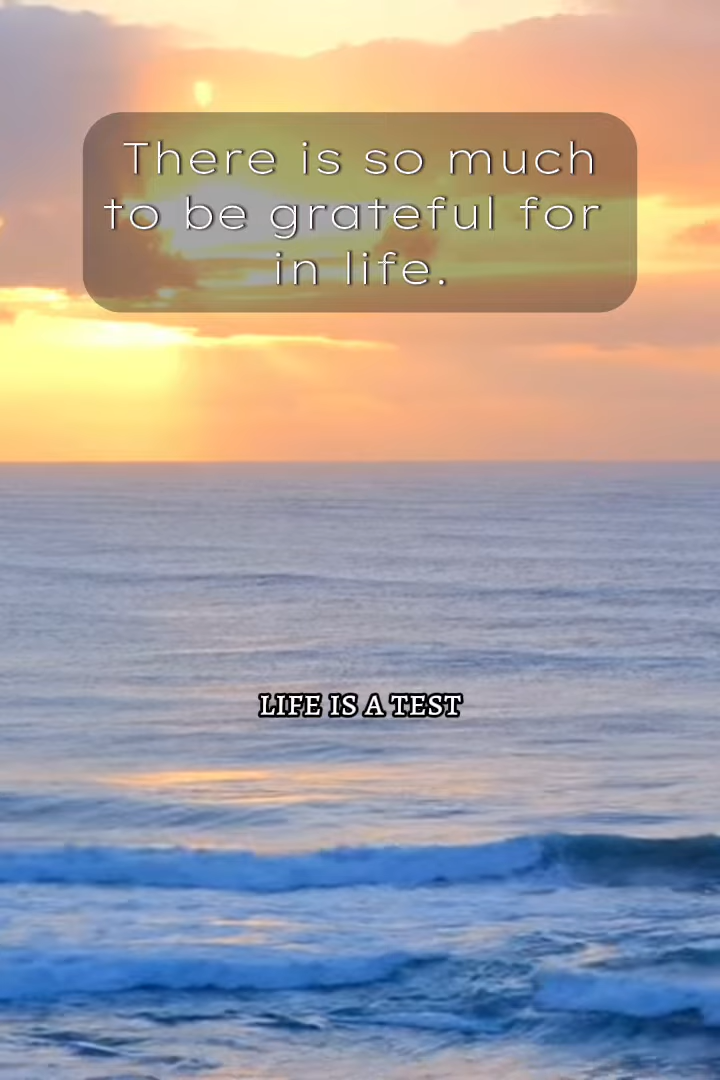 There is so much
to be grateful for
in life.
LIFE IS A TEST